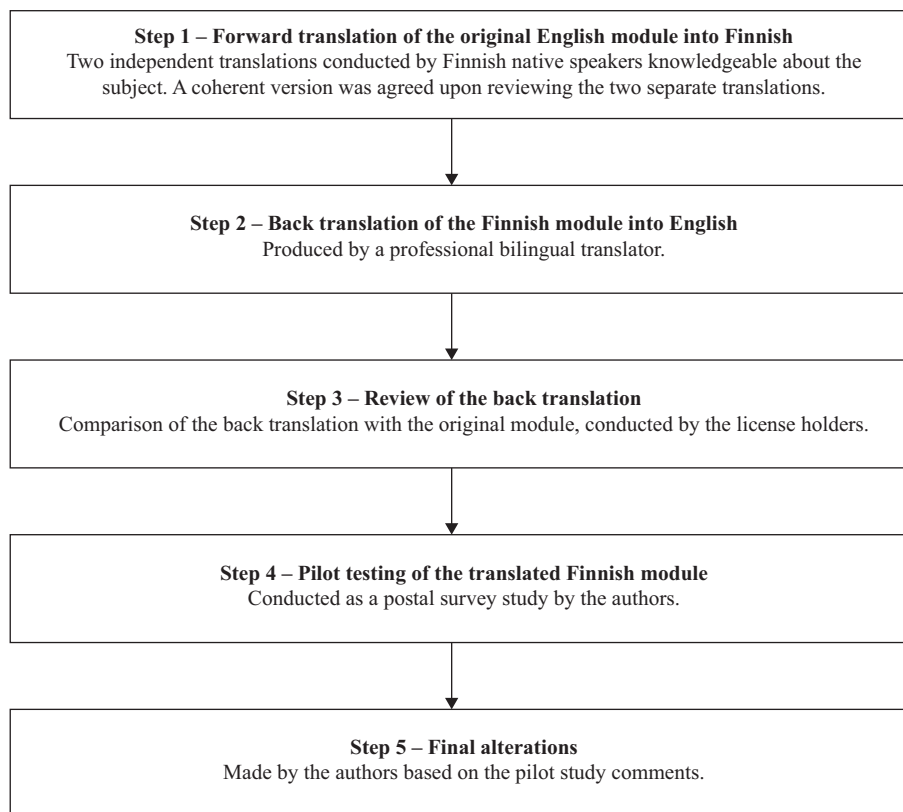 Step 1 – Forward translation of the original English module into Finnish
Two independent translations conducted by Finnish native speakers knowledgeable about the
subject. A coherent version was agreed upon reviewing the two separate translations.
Step 2 – Back translation of the Finnish module into English
Produced by a professional bilingual translator.
Step 3 – Review of the back translation
Comparison of the back translation with the original module, conducted by the license holders.
Step 4 – Pilot testing of the translated Finnish module
Conducted as a postal survey study by the authors.
Step 5 – Final alterations
Made by the authors based on the pilot study comments.